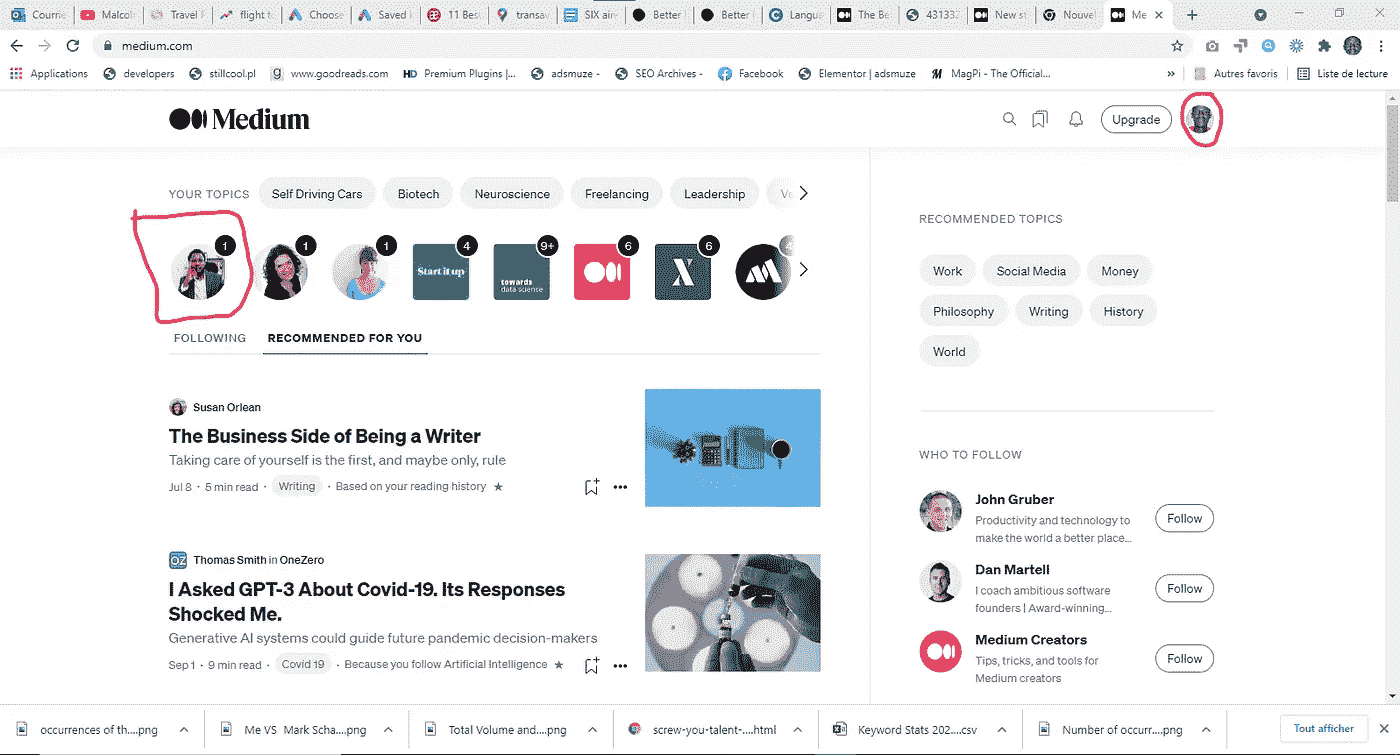 Courrie
Malcol
Travel F
flight to
Choose
Saved i
11 Bes
transav
SIX aire
Better
Better
Langua
The Be
43133.
New st
Nouvel
Me
medium.com
Applications
developers
stillcool.pl
www.goodreads.com
Premium Plugins |...
adsmuze -
SEO Archives -
Facebook
Elementor | adsmuze
MagPi - The Official...
»
Autres favoris
Liste de lecture
Medium
Upgrade
YOUR TOPICS
Self Driving Cars
Biotech
Neuroscience
Freelancing
Leadership
1
1
1
4
9+
6
6
4
Start it up
towards
data science
FOLLOWING
RECOMMENDED FOR YOU
Susan Orlean
The Business Side of Being a Writer
Taking care of yourself is the first, and maybe only, rule
Jul 8 · 5 min read · Writing · Based on your reading history
OZ
Thomas Smith in OneZero
I Asked GPT-3 About Covid-19. Its Responses
Shocked Me.
Generative AI systems could guide future pandemic decision-makers
Sep 1 · 9 min read · Covid 19 · Because you follow Artificial Intelligence
RECOMMENDED TOPICS
Work
Social Media
Money
Philosophy
Writing
History
World
WHO TO FOLLOW
John Gruber
Productivity and technology to
make the world a better place...
Follow
Dan Martell
I coach ambitious software
founders | Award-winning...
Follow
Medium Creators
Tips, tricks, and tools for
Medium creators
Follow
occurrences of th....png
Me VS Mark Scha....png
Total Volume and....png
screw-you-talent-....html
Keyword Stats 202....csv
Number of occurr....png
Tout afficher